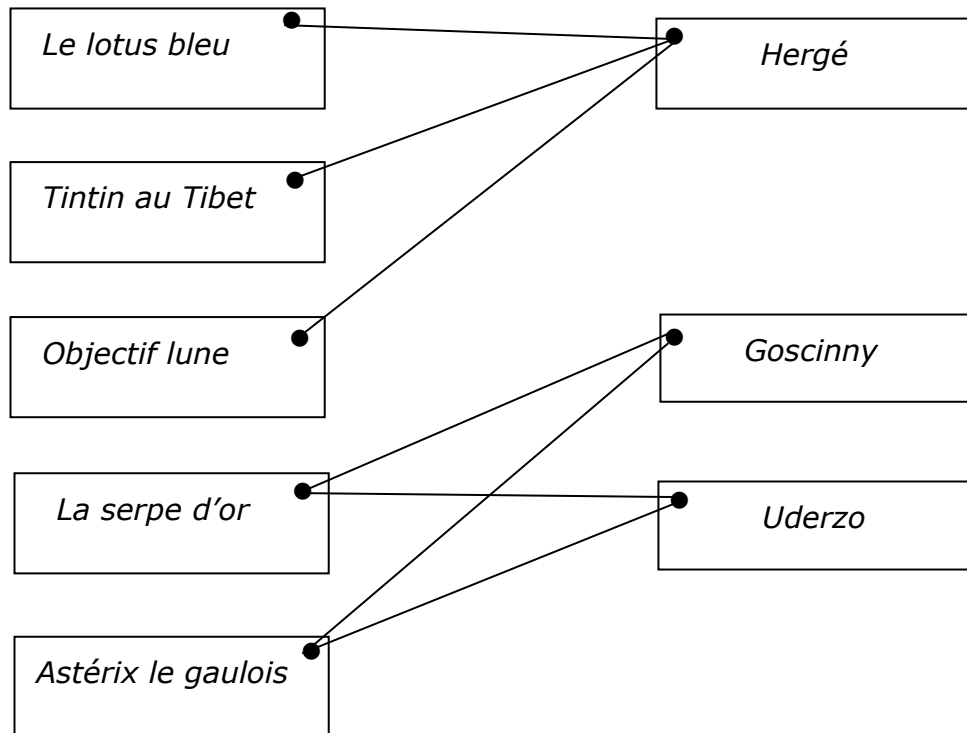 Le lotus bleu
Hergé
Tintin au Tibet
Objectif lune
Goscinny
La serpe d’or
Uderzo
Astérix le gaulois